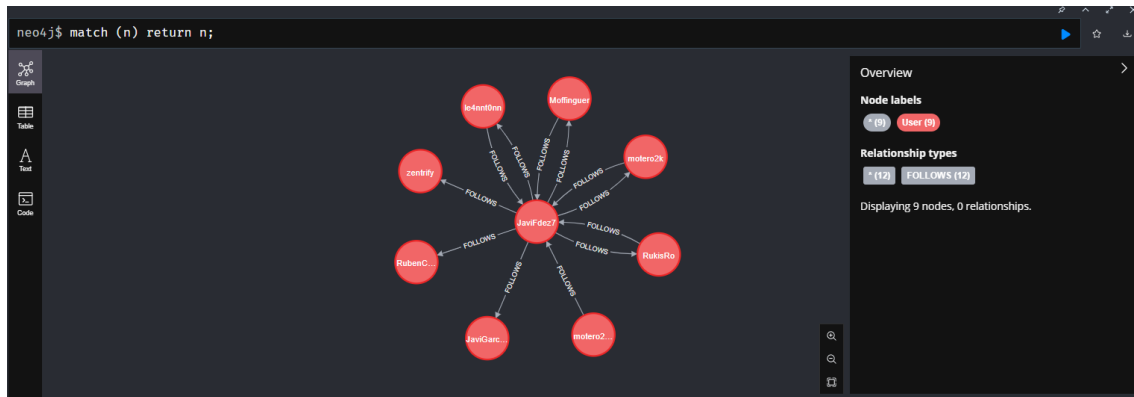 neo4j$ match (n) return n;
Graph
Table
Text
Code
le4nnt0nn
Moffinguer
motero2k
zentrify
JaviFdez7
RubenC...
RukisRo
JaviGarc...
motero2...
FOLLOWS
FOLLOWS
FOLLOWS
FOLLOWS
FOLLOWS
FOLLOWS
FOLLOWS
FOLLOWS
FOLLOWS
FOLLOWS
FOLLOWS
FOLLOWS
Overview
Node labels
* (9) User (9)
Relationship types
* (12) FOLLOWS (12)
Displaying 9 nodes, 0 relationships.